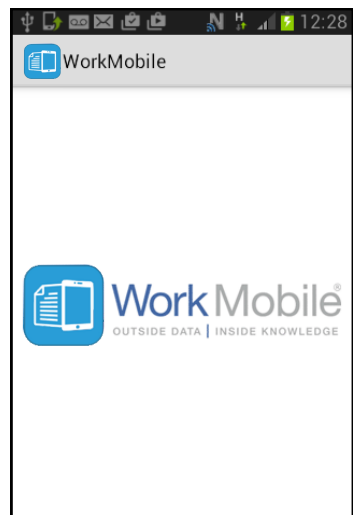 H 12:28
WorkMobile
WorkMobile®
OUTSIDE DATA | INSIDE KNOWLEDGE